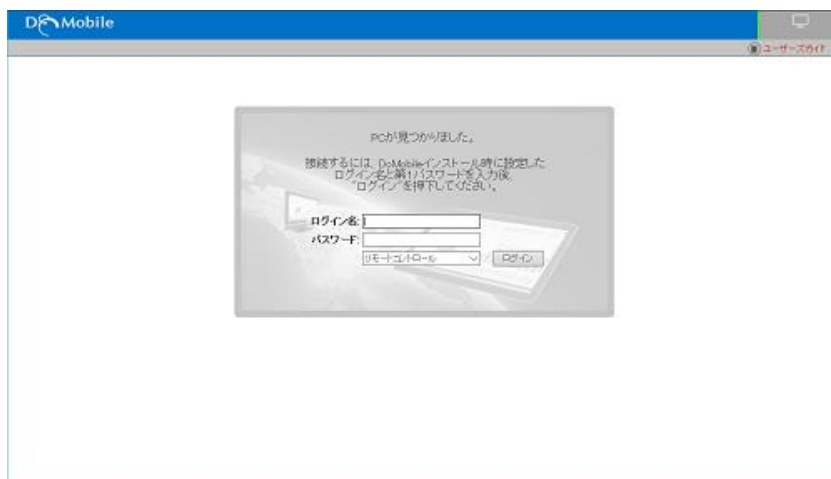 DoMobile
ユーザーズガイド
PCが見つかりました。
接続するには、DoMobileインストール時に設定した
ログイン名と第1パスワードを入力後、
"ログイン"を押下してください。
ログイン名:
パスワード:
リモートコントロール ログイン